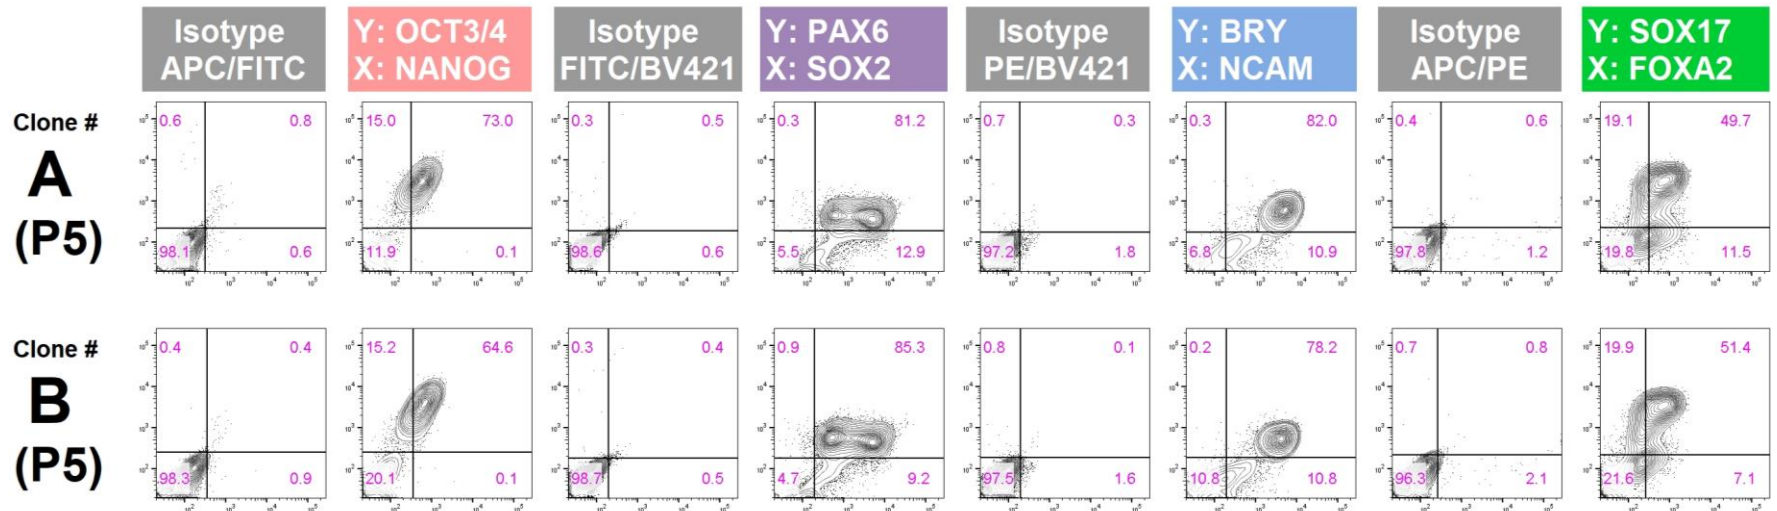 Isotype
APC/FITC
Y: OCT3/4
X: NANOG
Isotype
FITC/BV421
Y: PAX6
X: SOX2
Isotype
PE/BV421
Y: BRY
X: NCAM
Isotype
APC/PE
Y: SOX17
X: FOXA2
Clone #
A
(P5)
0.6 0.8
98.1 0.6
15.0 73.0
11.9 0.1
0.3 0.5
98.6 0.6
0.3 81.2
5.5 12.9
0.7 0.3
97.2 1.8
0.3 82.0
6.8 10.9
0.4 0.6
97.8 1.2
19.1 49.7
19.8 11.5
Clone #
B
(P5)
0.4 0.4
98.3 0.9
15.2 64.6
20.1 0.1
0.3 0.4
98.7 0.5
0.9 85.3
4.7 9.2
0.8 0.1
97.5 1.6
0.2 78.2
10.8 10.8
0.7 0.8
96.3 2.1
19.9 51.4
21.6 7.1